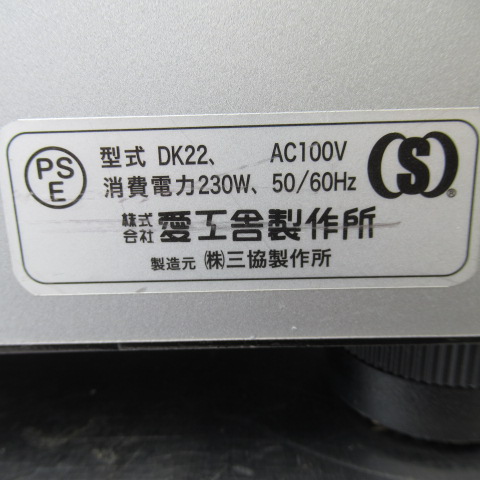 PS
E
型式 DK22、 AC100V
消費電力230W、50/60Hz
株式
会社 愛工舎製作所
製造元 ㈱三協製作所
S
®